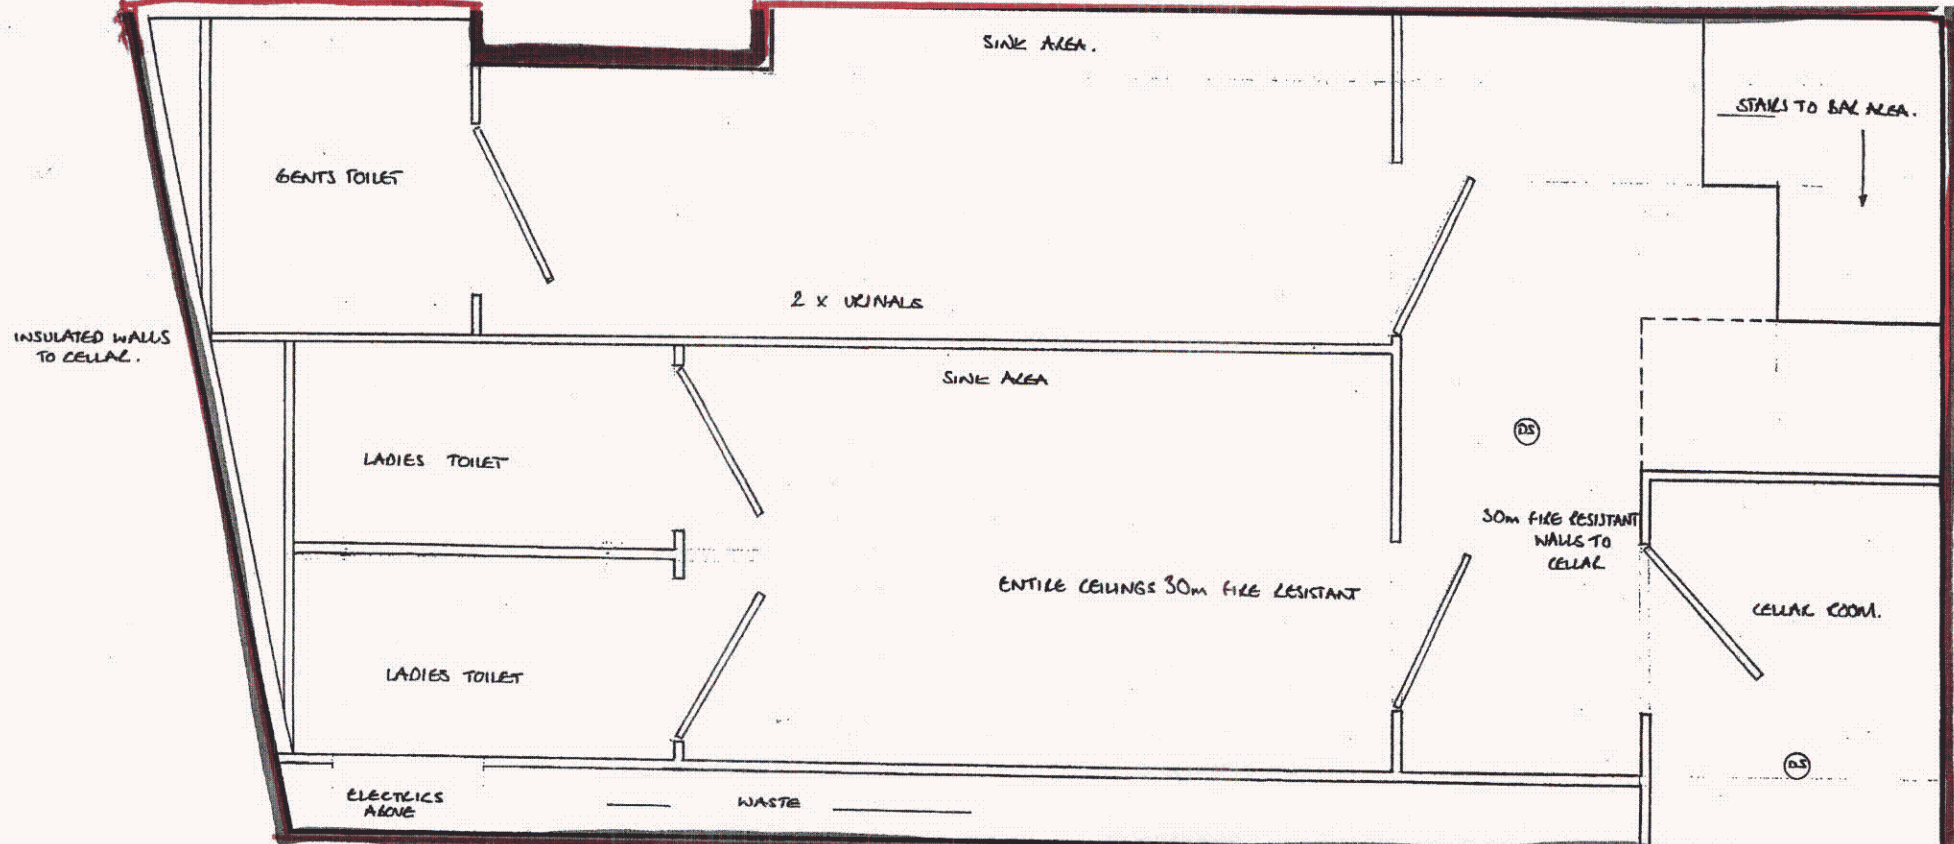 SINK AREA.
STAIRS TO BAR AREA.
GENTS TOILET
2 X URINALS
INSULATED WALLS
TO CELLAR.
SINK AREA
DS
LADIES TOILET
30m FIRE RESISTANT
WALLS TO
CELLAR
ENTIRE CEILINGS 30m FIRE RESISTANT
CELLAR ROOM.
LADIES TOILET
DS
ELECTRICS
ABOVE
WASTE